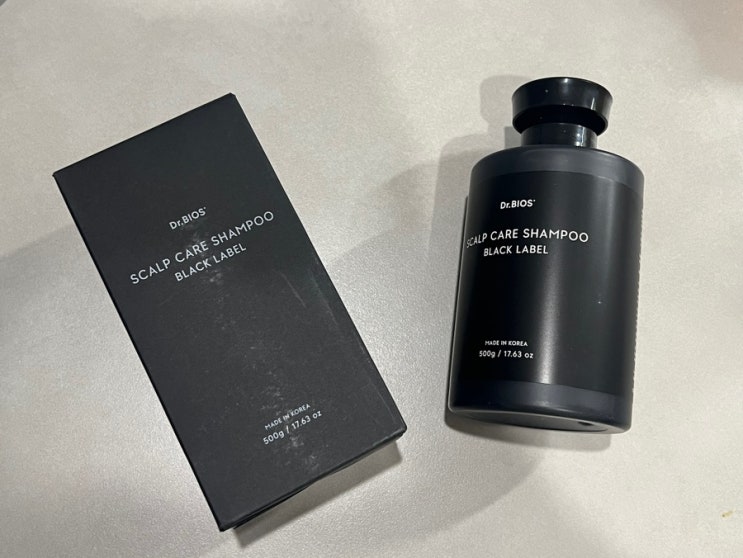 Dr.BIOS
SCALP CARE SHAMPOO
BLACK LABEL
MADE IN KOREA
500g / 17.63 oz
Dr.BIOS
SCALP CARE SHAMPOO
BLACK LABEL
MADE IN KOREA
500g / 17.63 oz